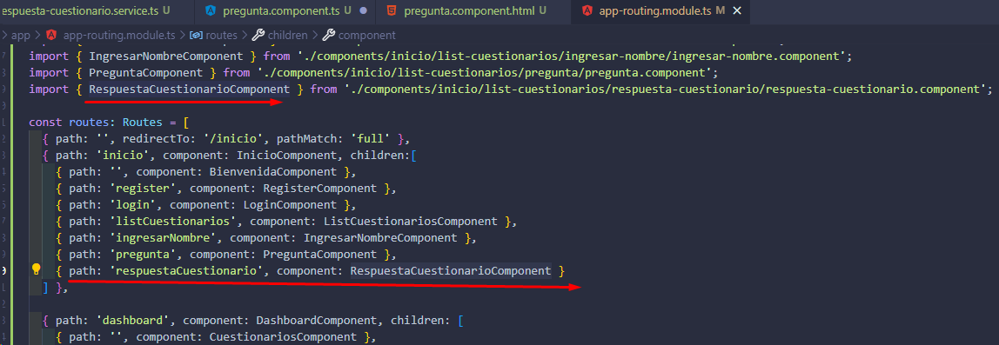 espuesta-cuestionario.service.ts U pregunta.component.ts U pregunta.component.html U app-routing.module.ts M
> app > app-routing.module.ts > routes > children > component
import { IngresarNombreComponent } from './components/inicio/list-cuestionarios/ingresar-nombre/ingresar-nombre.component';
import { PreguntaComponent } from './components/inicio/list-cuestionarios/pregunta/pregunta.component';
import { RespuestaCuestionarioComponent } from './components/inicio/list-cuestionarios/respuesta-cuestionario/respuesta-cuestionario.component';
const routes: Routes = [
{ path: '', redirectTo: '/inicio', pathMatch: 'full' },
{ path: 'inicio', component: InicioComponent, children:[
{ path: '', component: BienvenidaComponent },
{ path: 'register', component: RegisterComponent },
{ path: 'login', component: LoginComponent },
{ path: 'listCuestionarios', component: ListCuestionariosComponent },
{ path: 'ingresarNombre', component: IngresarNombreComponent },
{ path: 'pregunta', component: PreguntaComponent },
{ path: 'respuestaCuestionario', component: RespuestaCuestionarioComponent }
] },
{ path: 'dashboard', component: DashboardComponent, children: [
{ path: '', component: CuestionariosComponent },